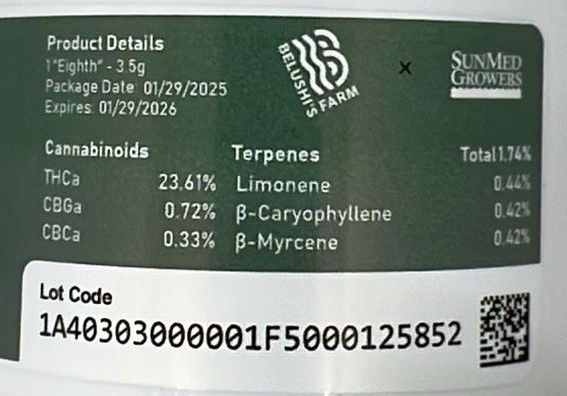 Product Details
1 "Eighth" - 3.5g
Package Date: 01/29/2025
Expires: 01/29/2026
BELUSHI'S FARM
×
SUNMED
GROWERS
Cannabinoids
THCa 23.61%
CBGa 0.72%
CBCa 0.33%
Terpenes Total 1.74%
Limonene 0.44%
β-Caryophyllene 0.42%
β-Myrcene 0.42%
Lot Code
1A40303000001F5000125852